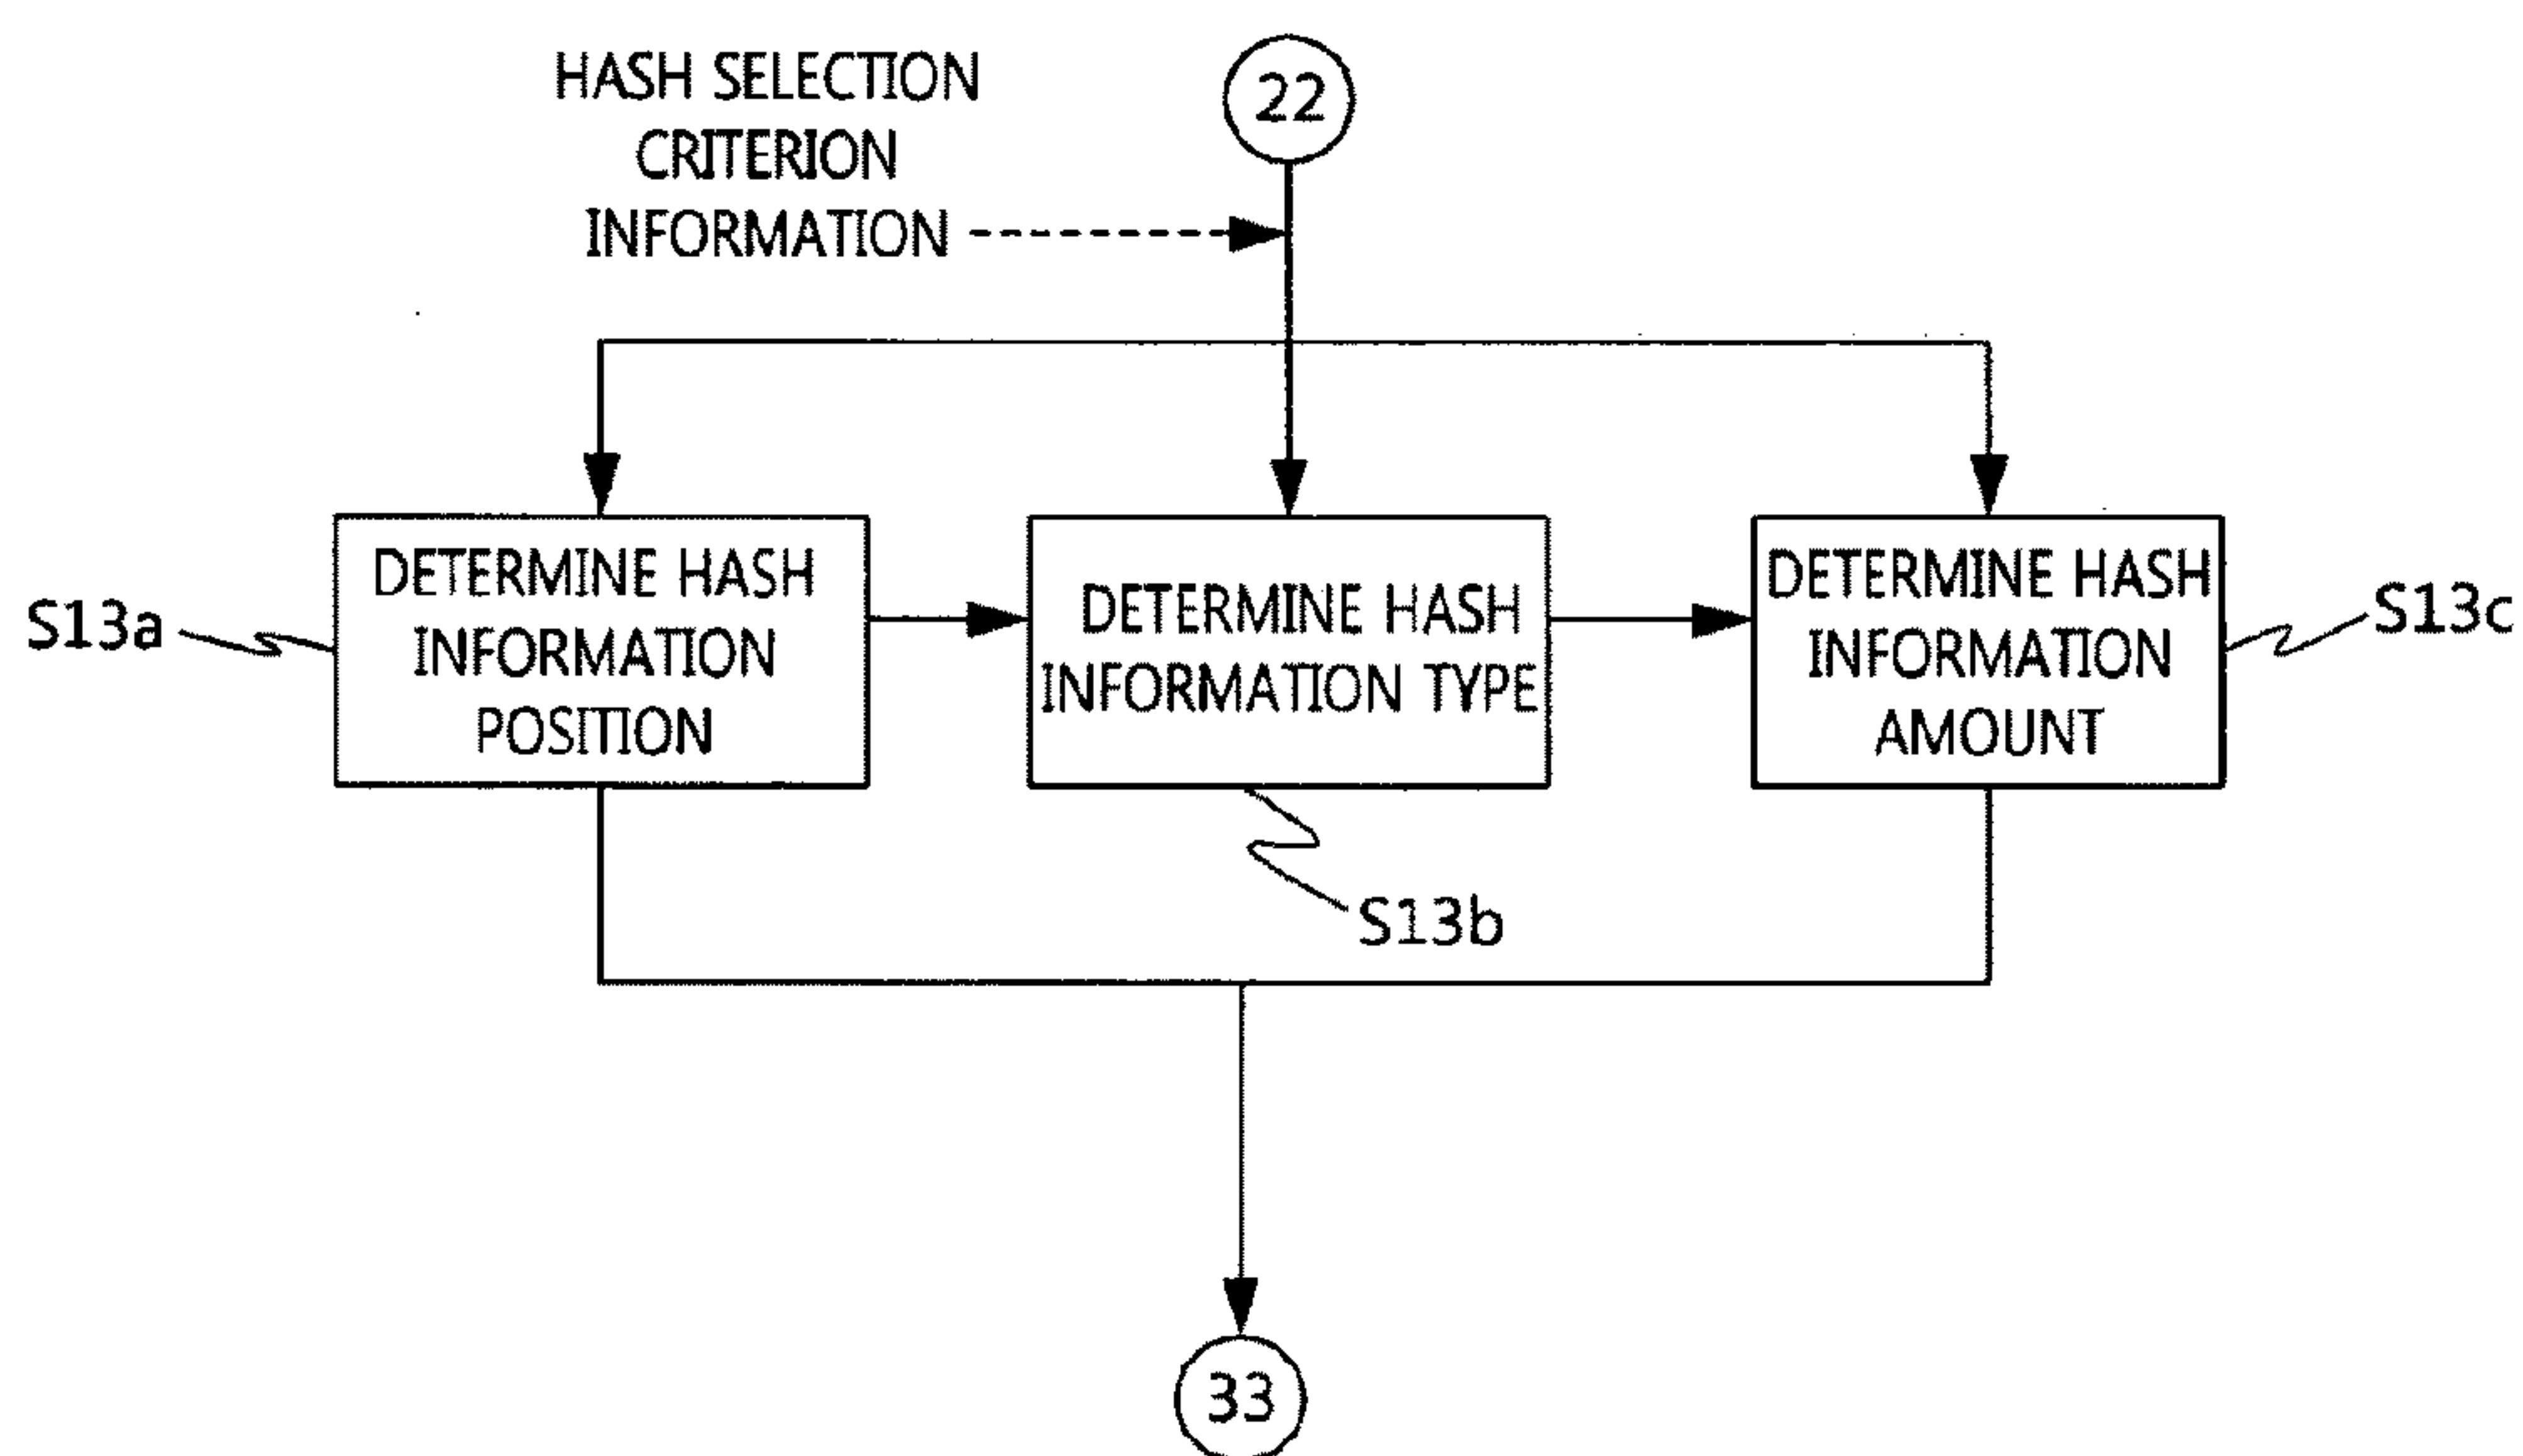 HASH SELECTION
CRITERION
INFORMATION
22
DETERMINE HASH
INFORMATION
POSITION
DETERMINE HASH
INFORMATION TYPE
DETERMINE HASH
INFORMATION
AMOUNT
S13a
S13c
S13b
33